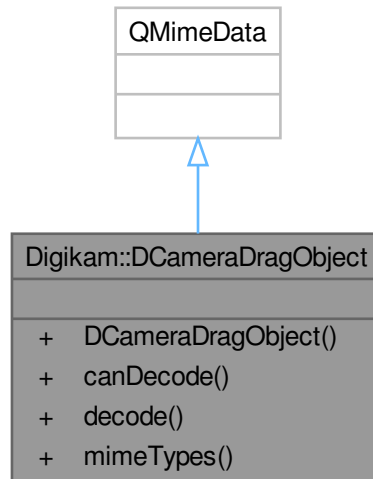 QMimeData
Digikam::DCameraDragObject
+ DCameraDragObject()
+ canDecode()
+ decode()
+ mimeTypes()